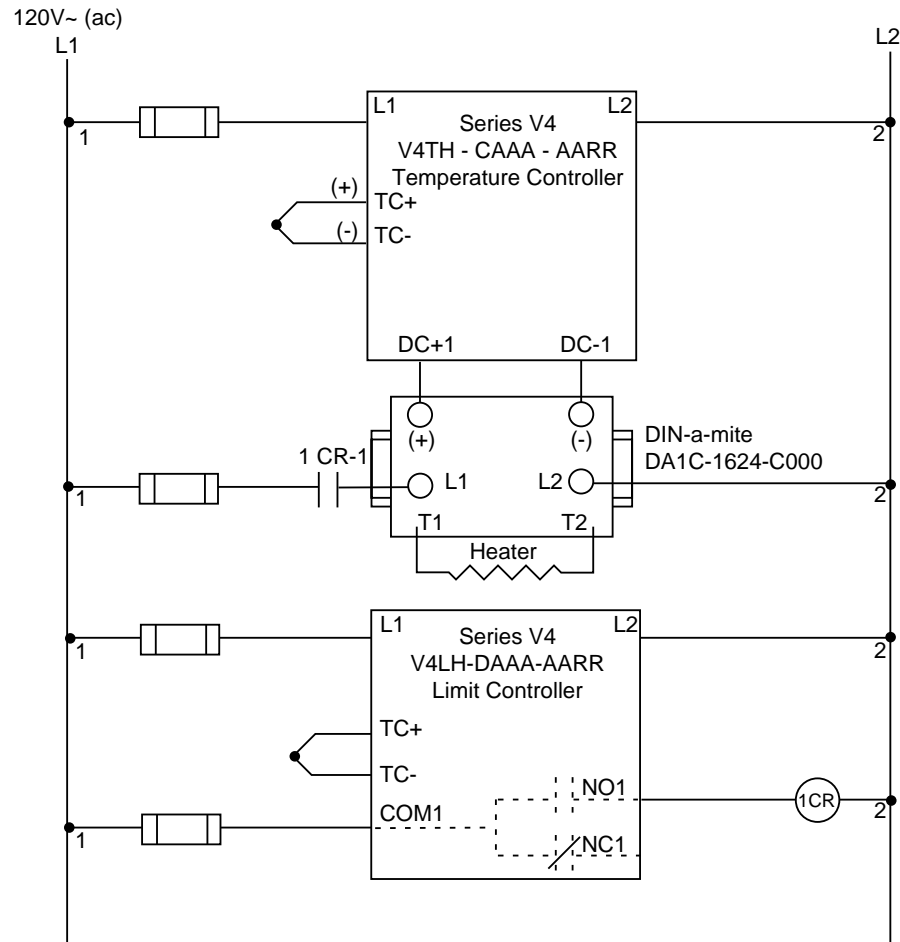 120V~ (ac)
L1
L2
L1
L2
Series V4
V4TH - CAAA - AARR
Temperature Controller
1
2
(+)
TC+
(-)
TC-
DC+1
DC-1
(+)
(-)
DIN-a-mite
DA1C-1624-C000
1 CR-1
L1
L2
1
2
T1
T2
Heater
L1
L2
Series V4
V4LH-DAAA-AARR
Limit Controller
1
2
TC+
TC-
NO1
COM1
1CR
2
1
NC1